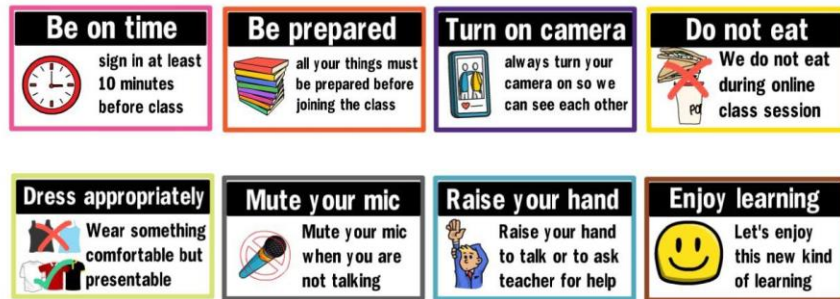 Be on time
sign in at least
10 minutes
before class
Be prepared
all your things must
be prepared before
joining the class
Turn on camera
always turn your
camera on so we
can see each other
Do not eat
We do not eat
during online
class session
Dress appropriately
Wear something
comfortable but
presentable
Mute your mic
Mute your mic
when you are
not talking
Raise your hand
Raise your hand
to talk or to ask
teacher for help
Enjoy learning
Let's enjoy
this new kind
of learning